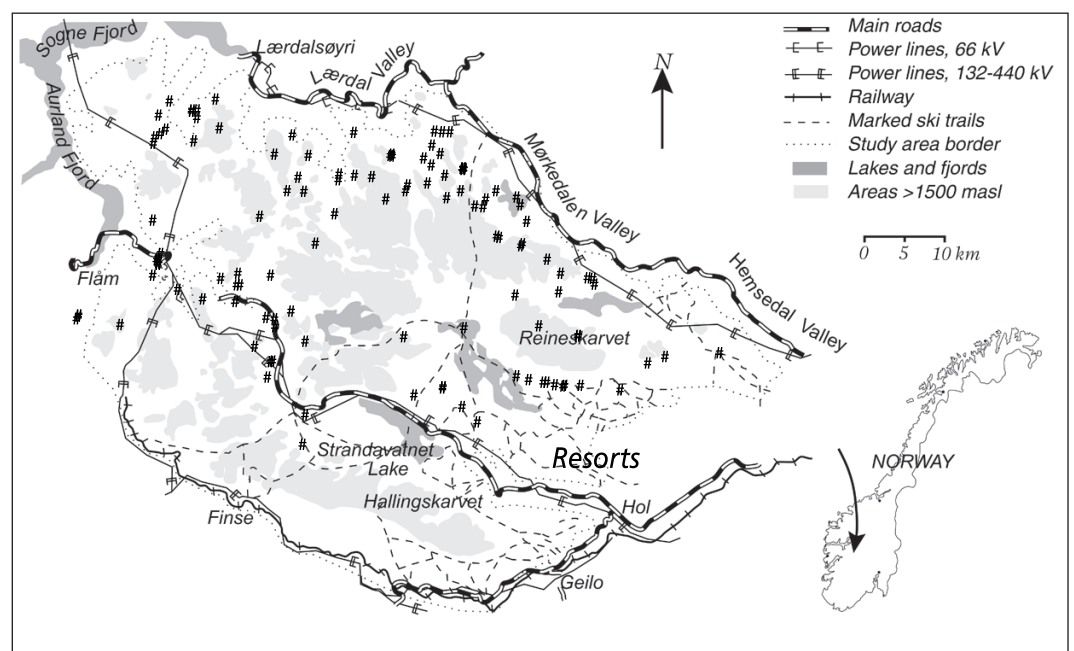 Sogne Fjord
Lærdalsøyri
Lærdal Valley
Aurland Fjord
N
Main roads
Power lines, 66 kV
Power lines, 132-440 kV
Railway
Marked ski trails
Study area border
Lakes and fjords
Areas >1500 masl
0 5 10 km
Mørkedalen Valley
Hemsedal Valley
Flåm
Reineskarvet
Strandavatnet
Lake
Resorts
Hallingskarvet
Hol
Finse
Geilo
NORWAY